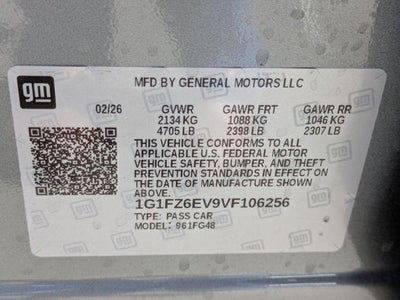 gm
MFD BY GENERAL MOTORS LLC
02/26 GVWR GAWR FRT GAWR RR
2134 KG 1088 KG 1046 KG
4705 LB 2398 LB 2307 LB
THIS VEHICLE CONFORMS TO ALL
APPLICABLE U.S. FEDERAL MOTOR
VEHICLE SAFETY, BUMPER, AND THEFT
PREVENTION STANDARDS IN EFFECT ON
THE DATE OF MANUFACTURE SHOWN
ABOVE.
1G1FZ6EV9VF106256
TYPE: PASS CAR
MODEL: 961FG48
gm